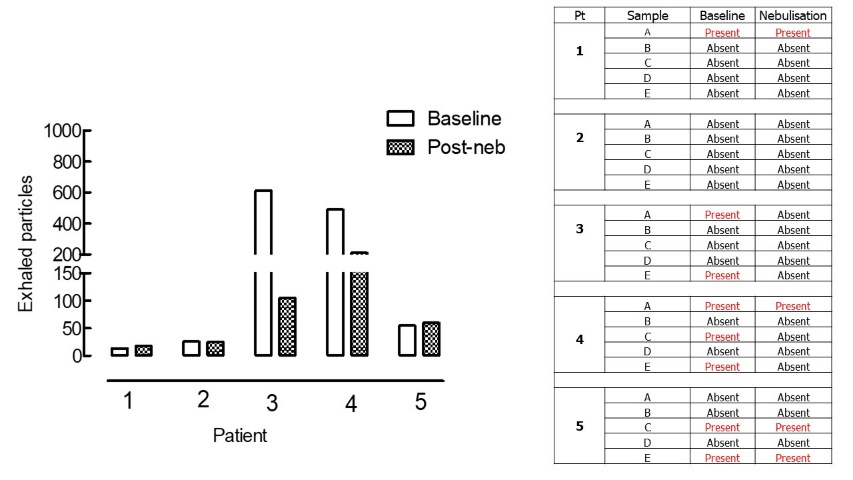 Baseline
Post-neb
Exhaled particles
1000
800
600
400
200
150
100
50
0
1 2 3 4 5
Patient
Pt Sample Baseline Nebulisation
1
A Present Present
B Absent Absent
C Absent Absent
D Absent Absent
E Absent Absent
2
A Absent Absent
B Absent Absent
C Absent Absent
D Absent Absent
E Absent Absent
3
A Present Absent
B Absent Absent
C Absent Absent
D Absent Absent
E Present Absent
4
A Present Present
B Absent Absent
C Present Absent
D Absent Absent
E Present Absent
5
A Absent Absent
B Absent Absent
C Present Present
D Absent Absent
E Present Present